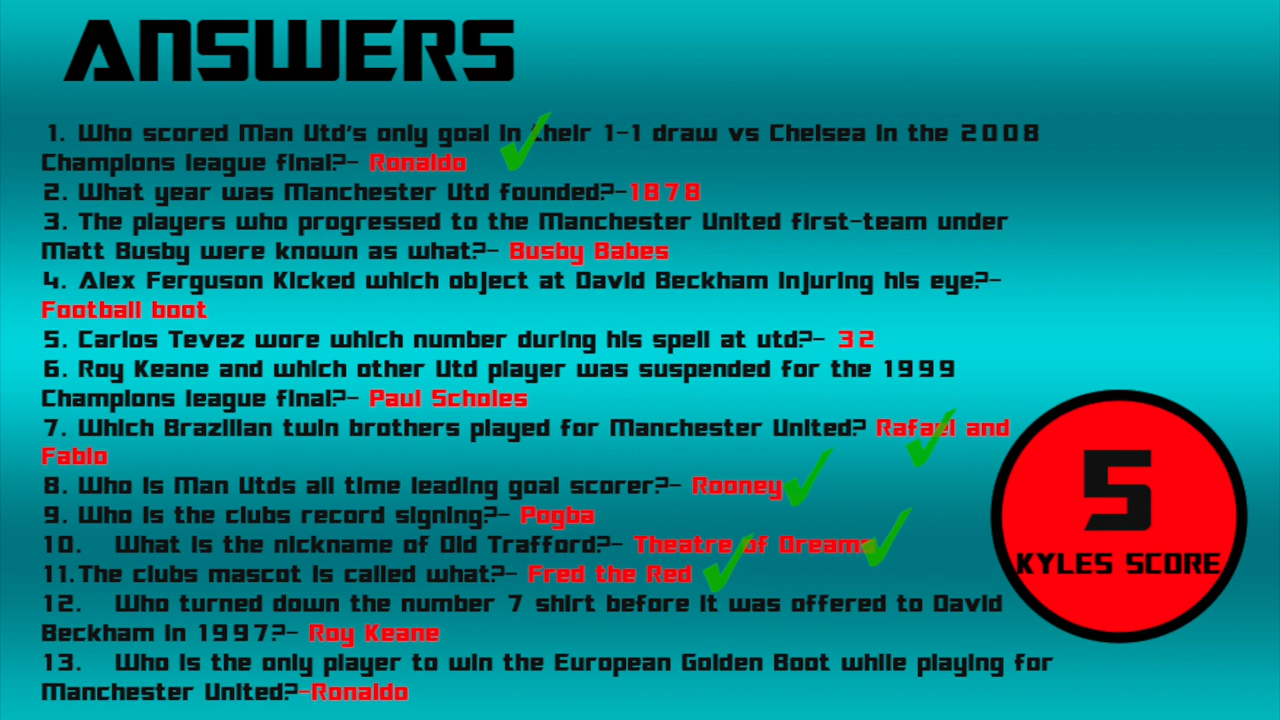 ANSWERS
1. Who scored Man Utd's only goal in their 1-1 draw vs Chelsea in the 2008
Champions league final?- Ronaldo
2. What year was Manchester Utd founded?-1878
3. The players who progressed to the Manchester United first-team under
Matt Busby were known as what?- Busby Babes
4. Alex Ferguson Kicked which object at David Beckham injuring his eye?-
Football boot
5. Carlos Tevez wore which number during his spell at utd?- 32
6. Roy Keane and which other Utd player was suspended for the 1999
Champions league final?- Paul Scholes
7. Which Brazilian twin brothers played for Manchester United? Rafael and
Fabio
8. Who is Man Utds all time leading goal scorer?- Rooney
9. Who is the clubs record signing?- Pogba
10. What is the nickname of Old Trafford?- Theatre of Dreams
11.The clubs mascot is called what?- Fred the Red
12. Who turned down the number 7 shirt before it was offered to David
Beckham in 1997?- Roy Keane
13. Who is the only player to win the European Golden Boot while playing for
Manchester United?-Ronaldo
5
KYLES SCORE